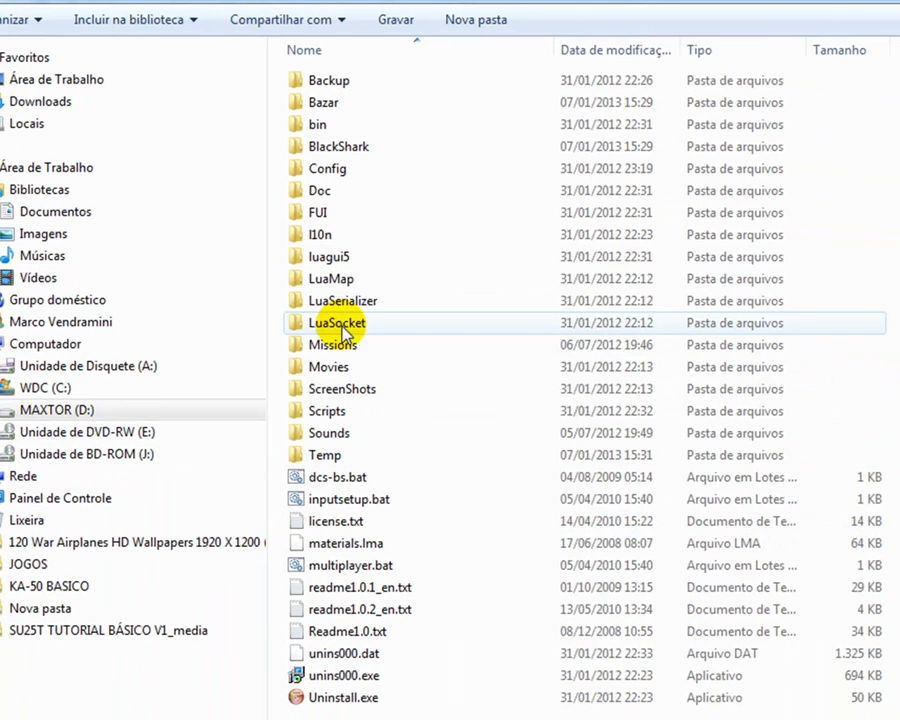 nizar Incluir na biblioteca Compartilhar com Gravar Nova pasta
Favoritos
Área de Trabalho
Downloads
Locais
Área de Trabalho
Bibliotecas
Documentos
Imagens
Músicas
Vídeos
Grupo doméstico
Marco Vendramini
Computador
Unidade de Disquete (A:)
WDC (C:)
MAXTOR (D:)
Unidade de DVD-RW (E:)
Unidade de BD-ROM (J:)
Rede
Painel de Controle
Lixeira
120 War Airplanes HD Wallpapers 1920 X 1200 (
JOGOS
KA-50 BASICO
Nova pasta
SU25T TUTORIAL BÁSICO V1_media
Nome Data de modificaç... Tipo Tamanho
Backup 31/01/2012 22:26 Pasta de arquivos
Bazar 07/01/2013 15:29 Pasta de arquivos
bin 31/01/2012 22:31 Pasta de arquivos
BlackShark 07/01/2013 15:29 Pasta de arquivos
Config 31/01/2012 23:19 Pasta de arquivos
Doc 31/01/2012 22:31 Pasta de arquivos
FUI 31/01/2012 22:31 Pasta de arquivos
l10n 31/01/2012 22:23 Pasta de arquivos
luagui5 31/01/2012 22:31 Pasta de arquivos
LuaMap 31/01/2012 22:12 Pasta de arquivos
LuaSerializer 31/01/2012 22:12 Pasta de arquivos
LuaSocket 31/01/2012 22:12 Pasta de arquivos
Missions 06/07/2012 19:46 Pasta de arquivos
Movies 31/01/2012 22:13 Pasta de arquivos
ScreenShots 31/01/2012 22:13 Pasta de arquivos
Scripts 31/01/2012 22:32 Pasta de arquivos
Sounds 05/07/2012 19:49 Pasta de arquivos
Temp 07/01/2013 15:31 Pasta de arquivos
dcs-bs.bat 04/08/2009 05:14 Arquivo em Lotes ... 1 KB
inputsetup.bat 05/04/2010 15:40 Arquivo em Lotes ... 1 KB
license.txt 14/04/2010 15:22 Documento de Te... 14 KB
materials.lma 17/06/2008 08:07 Arquivo LMA 64 KB
multiplayer.bat 05/04/2010 15:40 Arquivo em Lotes ... 1 KB
readme1.0.1_en.txt 01/10/2009 13:15 Documento de Te... 29 KB
readme1.0.2_en.txt 13/05/2010 13:34 Documento de Te... 4 KB
Readme1.0.txt 08/12/2008 10:55 Documento de Te... 34 KB
unins000.dat 31/01/2012 22:33 Arquivo DAT 1.325 KB
unins000.exe 31/01/2012 22:23 Aplicativo 694 KB
Uninstall.exe 31/01/2012 22:23 Aplicativo 50 KB